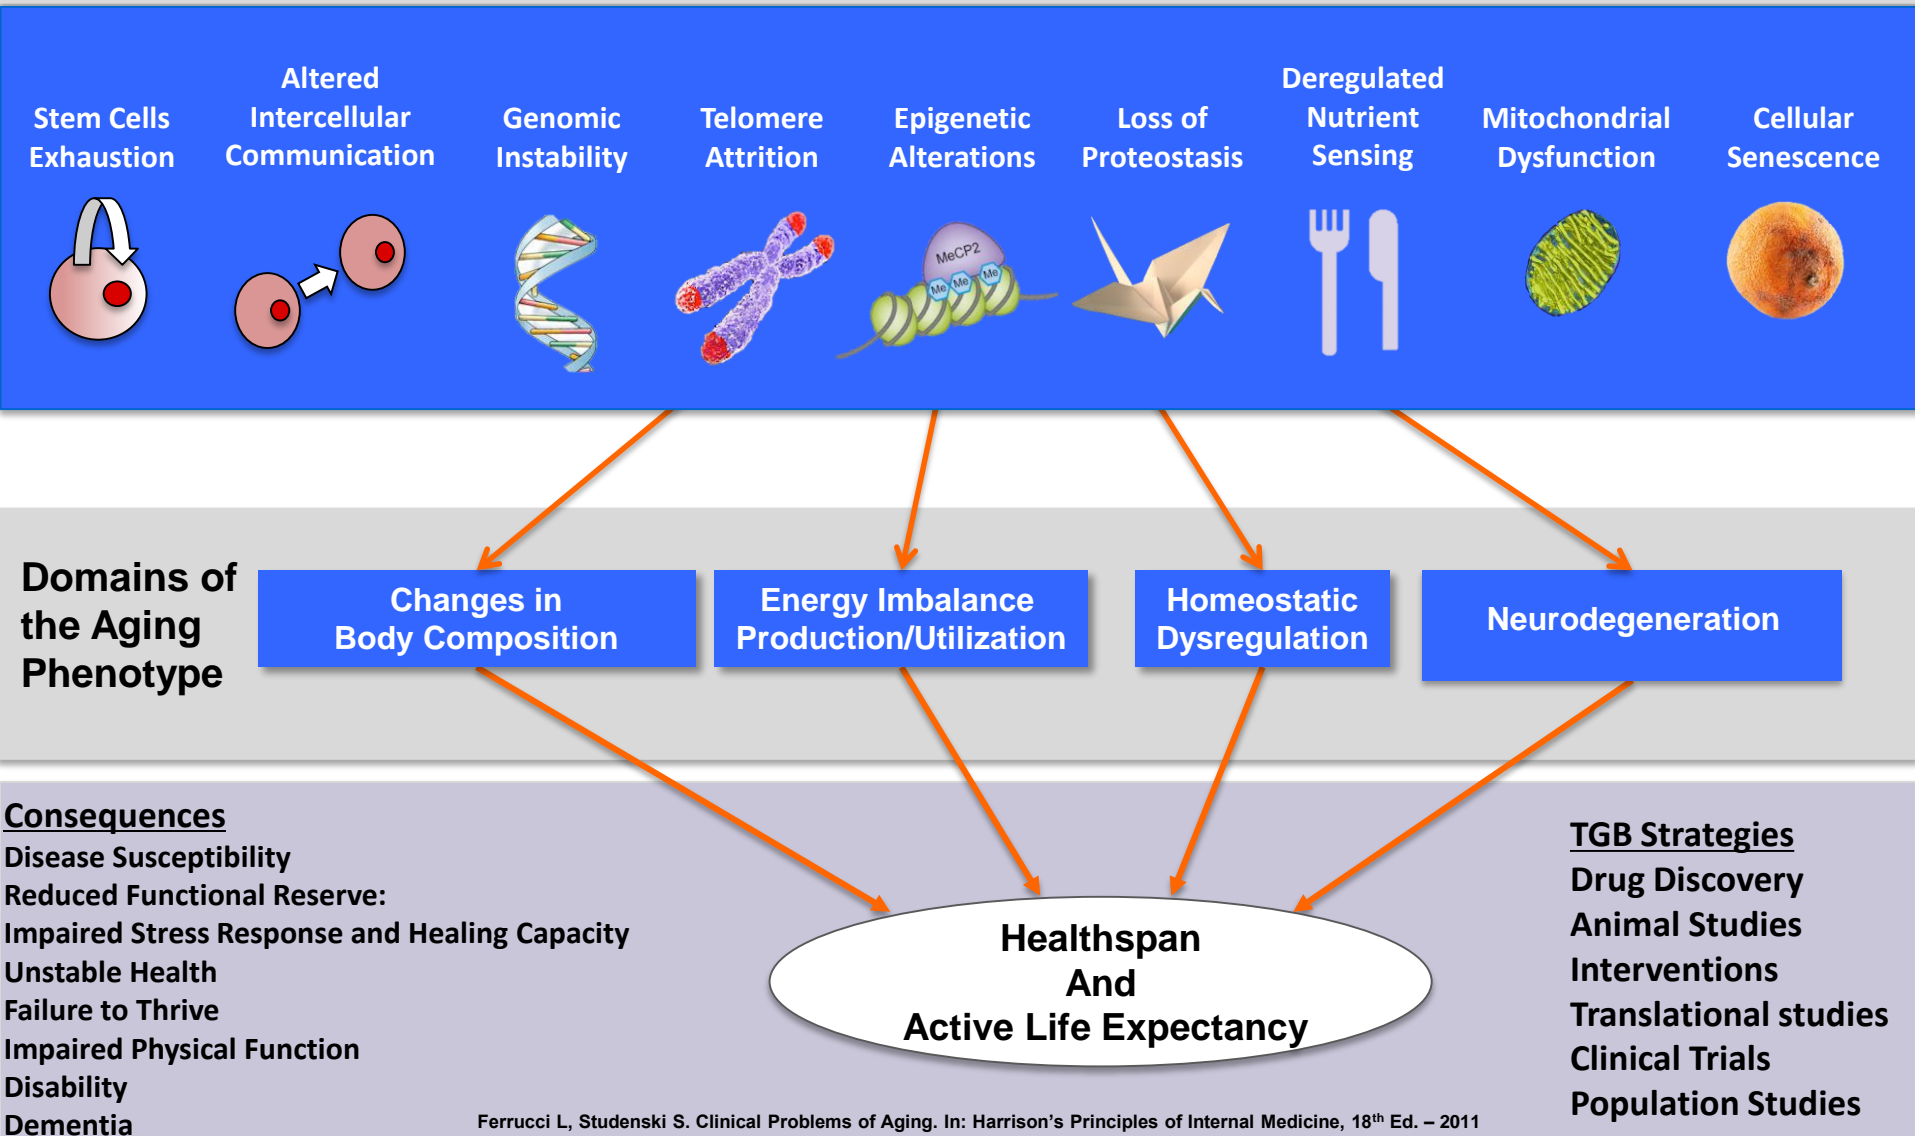 Stem Cells
Exhaustion
Altered
Intercellular
Communication
Genomic
Instability
Telomere
Attrition
Epigenetic
Alterations
Loss of
Proteostasis
Deregulated
Nutrient
Sensing
Mitochondrial
Dysfunction
Cellular
Senescence
MeCP2
Me
Me
Me
Domains of
the Aging
Phenotype
Changes in
Body Composition
Energy Imbalance
Production/Utilization
Homeostatic
Dysregulation
Neurodegeneration
Consequences
Disease Susceptibility
Reduced Functional Reserve:
Impaired Stress Response and Healing Capacity
Unstable Health
Failure to Thrive
Impaired Physical Function
Disability
Dementia
Healthspan
And
Active Life Expectancy
TGB Strategies
Drug Discovery
Animal Studies
Interventions
Translational studies
Clinical Trials
Population Studies
Ferrucci L, Studenski S. Clinical Problems of Aging. In: Harrison’s Principles of Internal Medicine, 18th Ed. – 2011